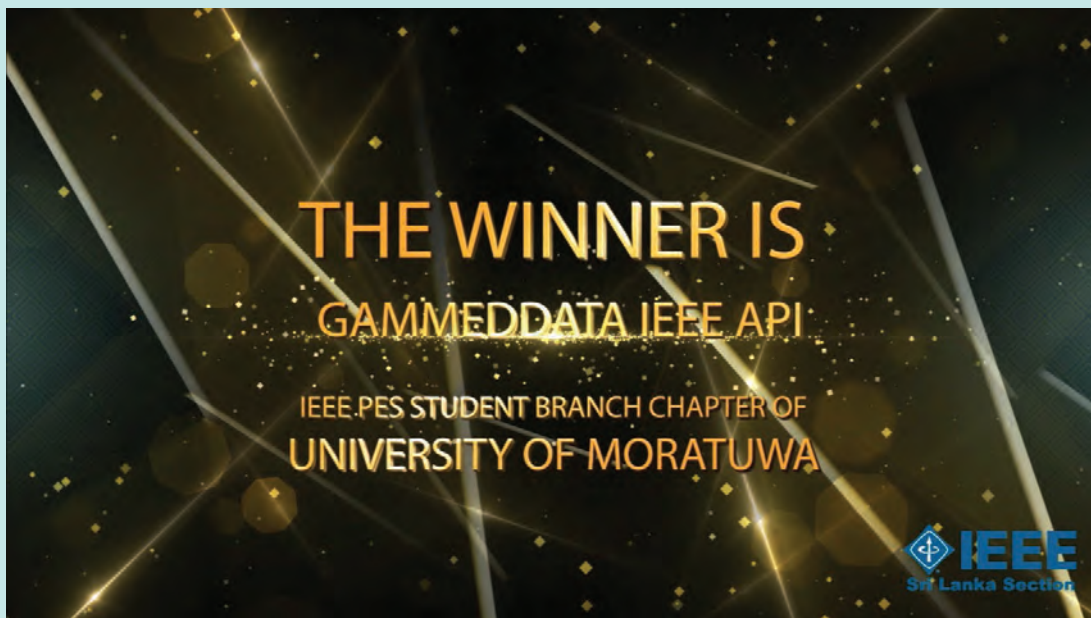 THE WINNER IS
GAMMEDDATA IEEE API
IEEE PES STUDENT BRANCH CHAPTER OF
UNIVERSITY OF MORATUWA
IEEE
Sri Lanka Section